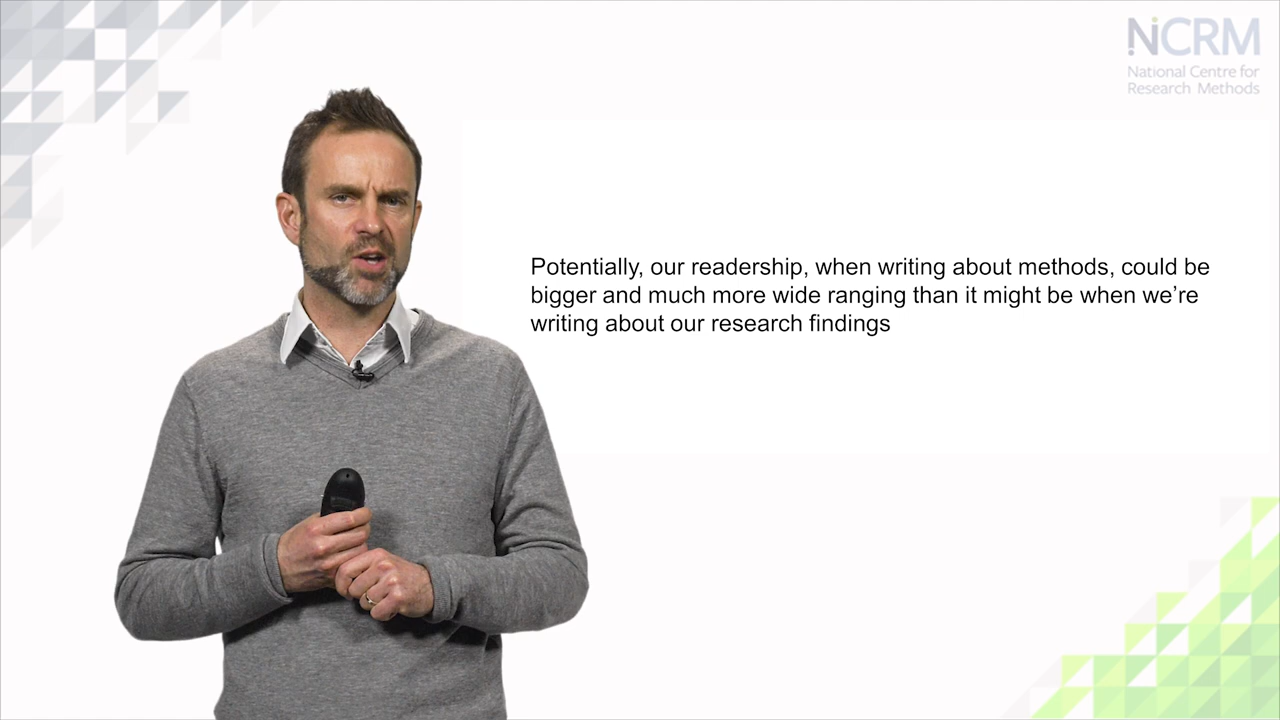 NCRM
National Centre for
Research Methods
Potentially, our readership, when writing about methods, could be
bigger and much more wide ranging than it might be when we're
writing about our research findings